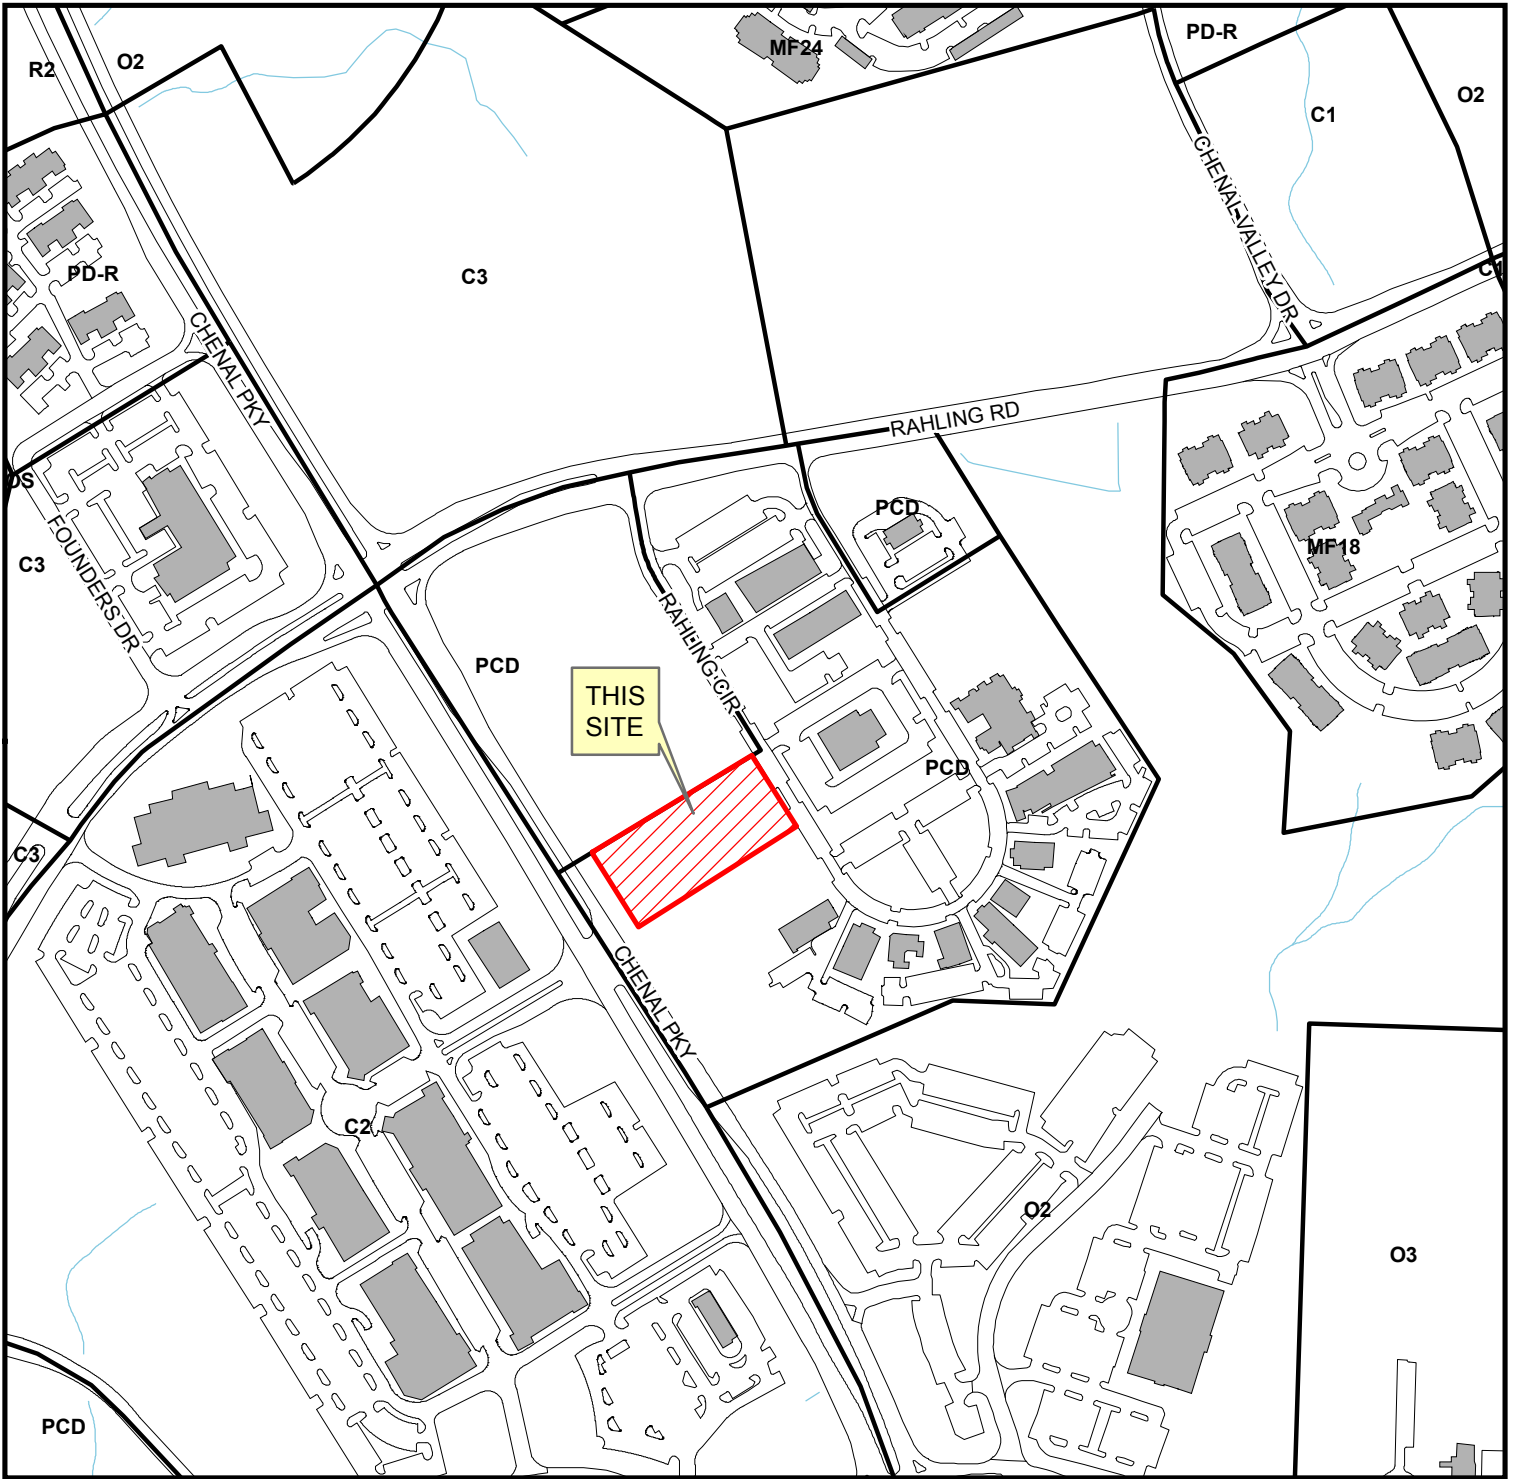 MF24
PD-R
R2
O2
O2
C1
CHENAL VALLEY DR
PD-R
C3
C1
CHENAL PKY
RAHLING RD
OS
PCD
FOUNDERS DR
MF18
C3
RAHLING CIR
PCD
THIS
SITE
PCD
C3
CHENAL PKY
C2
O2
O3
PCD